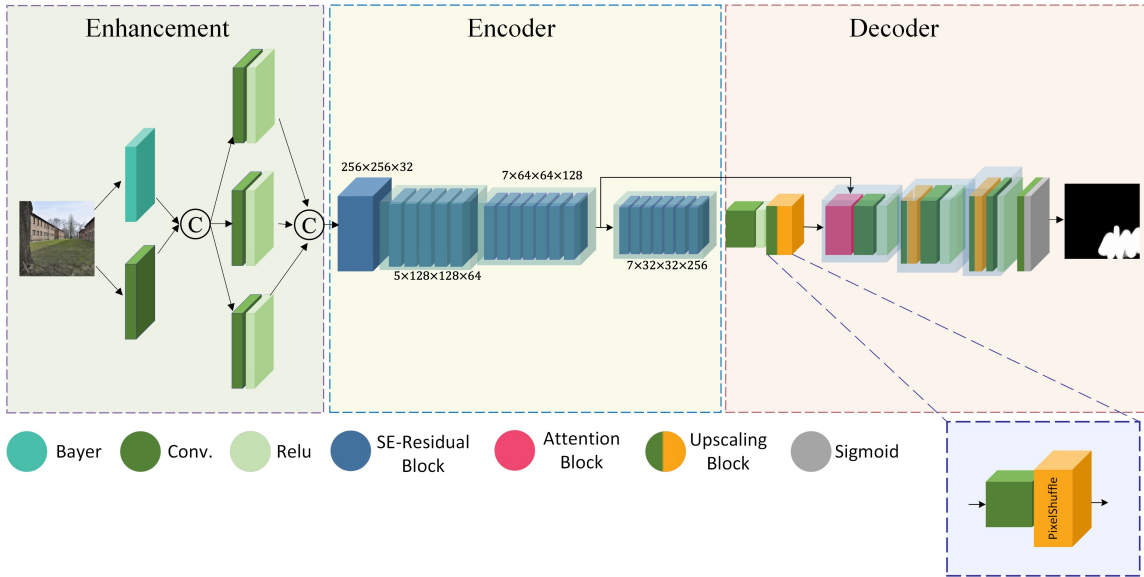 Enhancement
Encoder
Decoder
C
C
256×256×32
5×128×128×64
7×64×64×128
7×32×32×256
Bayer
Conv.
Relu
SE-Residual
Block
Attention
Block
Upscaling
Block
Sigmoid
PixelShuffle